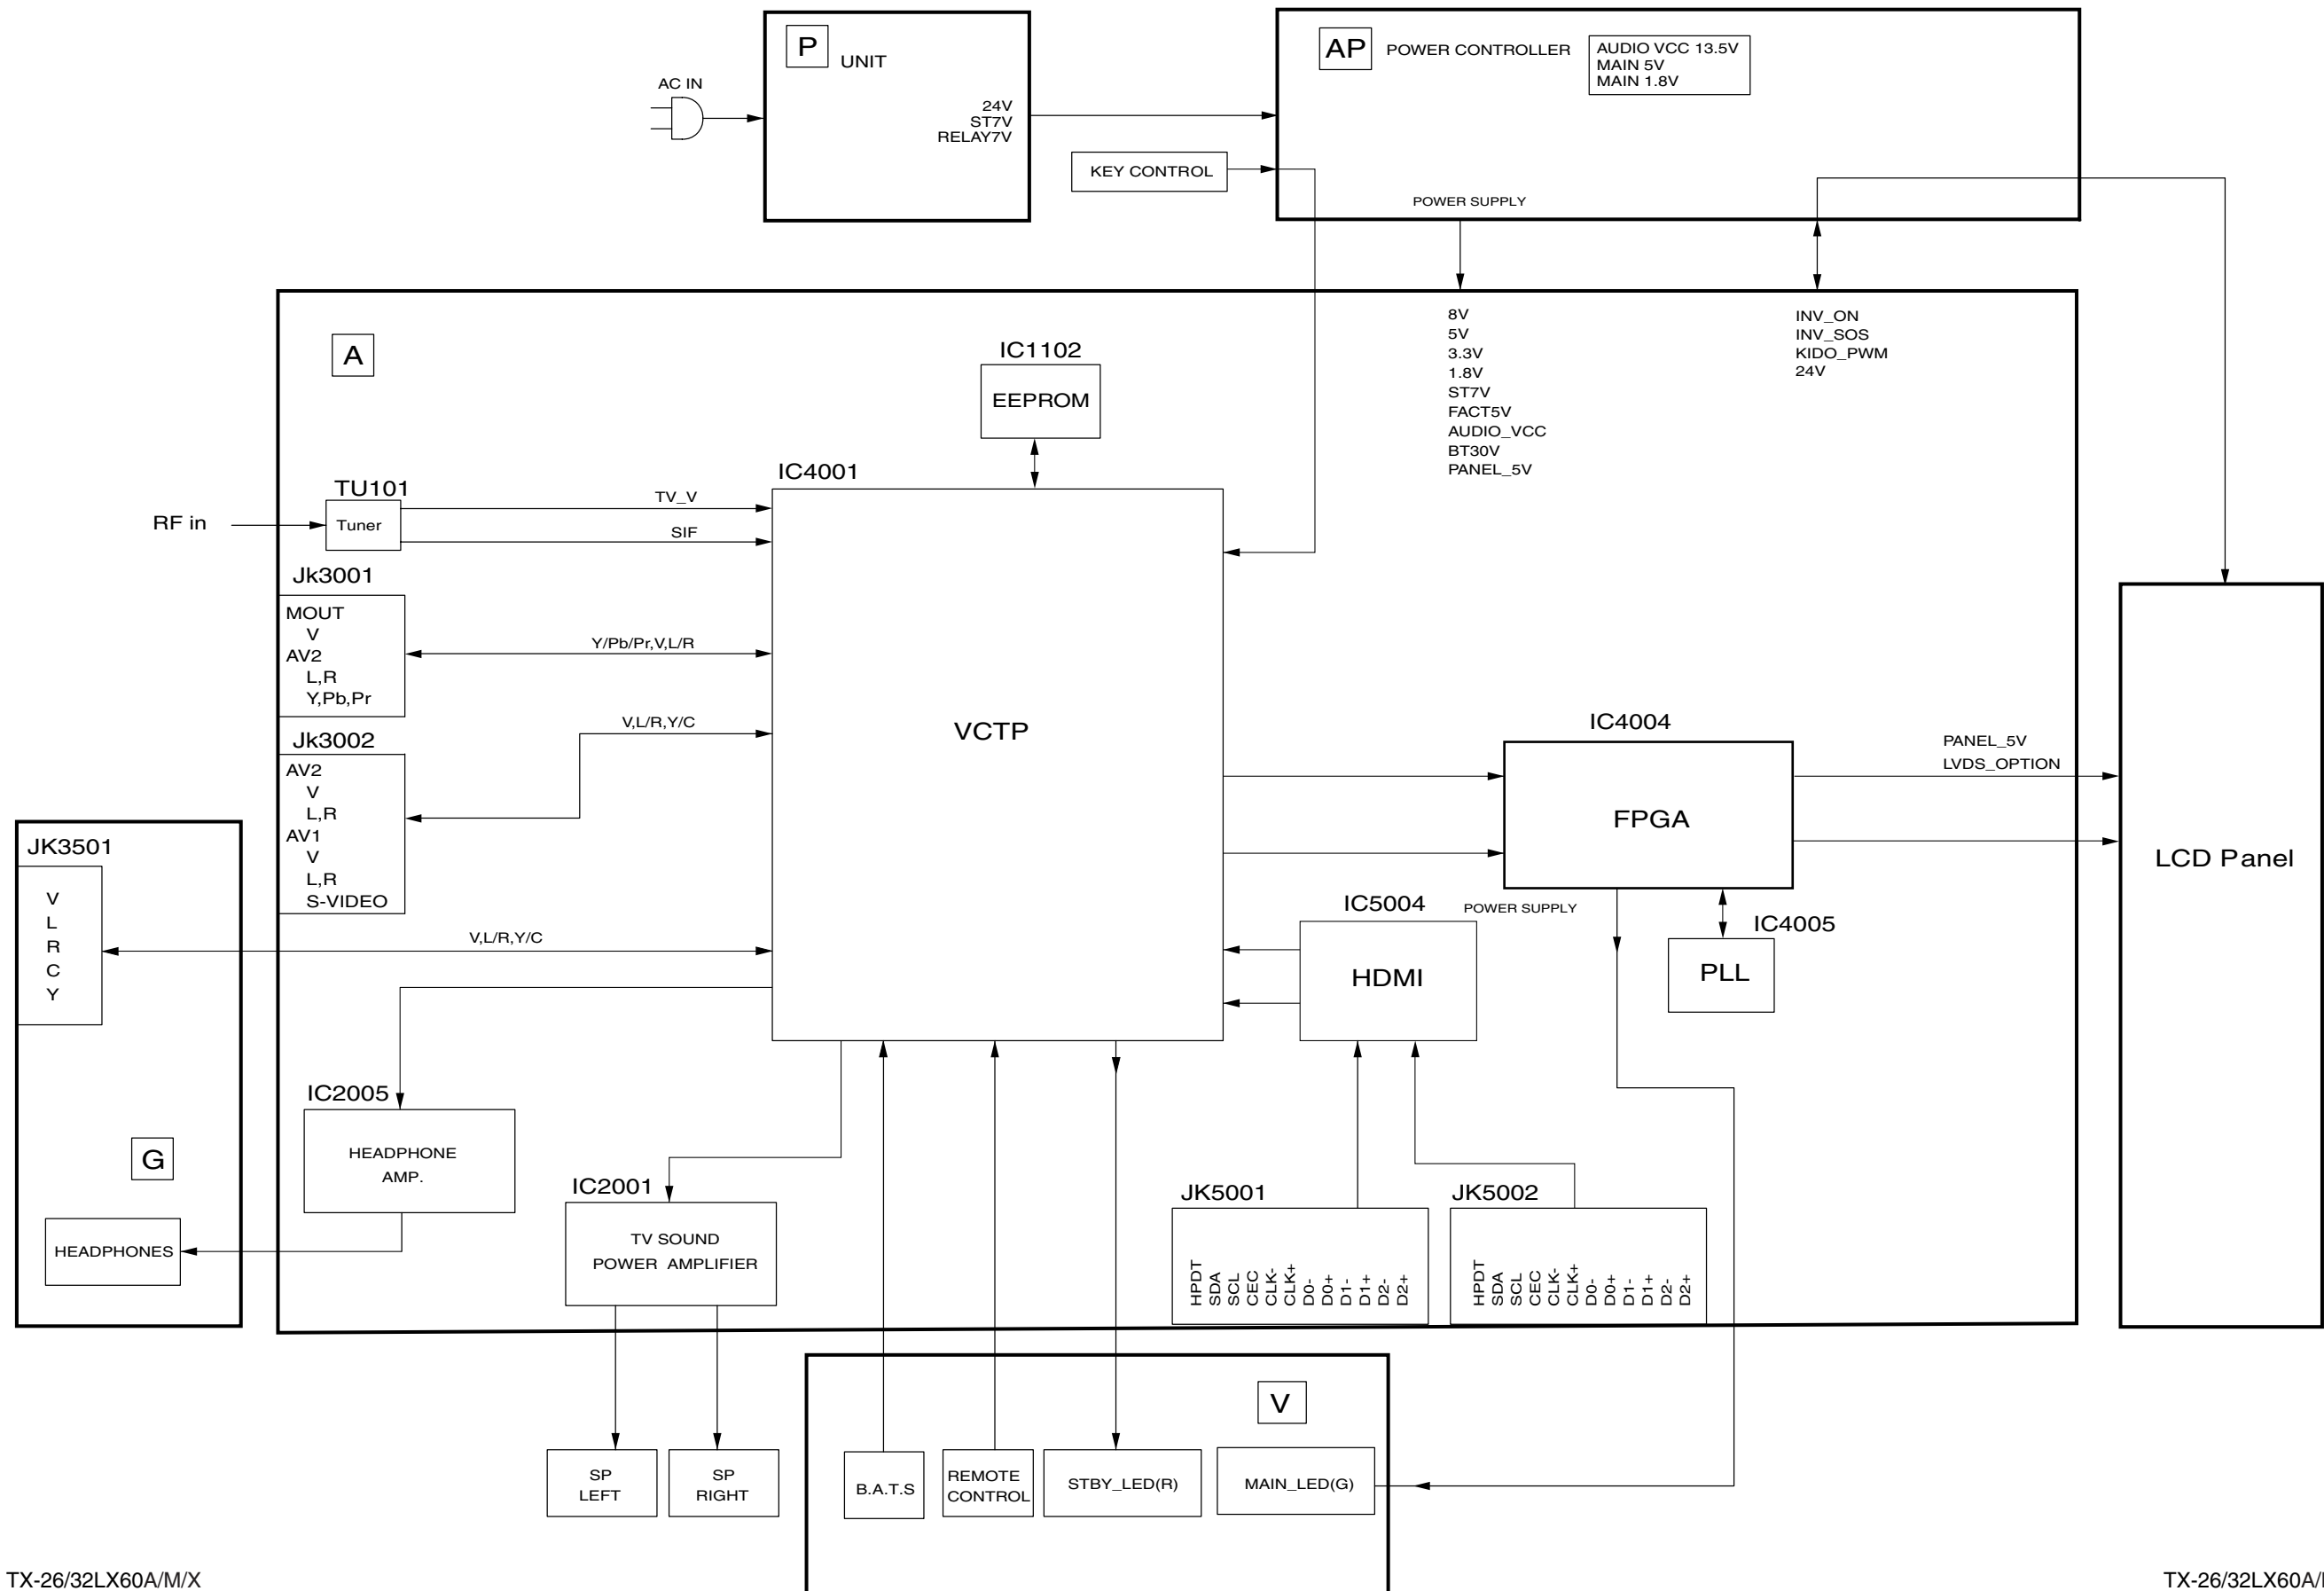 P
UNIT
24V
ST7V
RELAY7V
AC IN
AP
POWER CONTROLLER
AUDIO VCC 13.5V
MAIN 5V
MAIN 1.8V
KEY CONTROL
POWER SUPPLY
A
8V
5V
3.3V
1.8V
ST7V
FACT5V
AUDIO_VCC
BT30V
PANEL_5V
INV_ON
INV_SOS
KIDO_PWM
24V
IC1102
EEPROM
IC4001
VCTP
TU101
Tuner
RF in
TV_V
SIF
Jk3001
MOUT
V
AV2
L,R
Y,Pb,Pr
Y/Pb/Pr,V,L/R
Jk3002
AV2
V
L,R
AV1
V
L,R
S-VIDEO
V,L/R,Y/C
JK3501
V
L
R
C
Y
V,L/R,Y/C
IC4004
FPGA
PANEL_5V
LVDS_OPTION
LCD Panel
POWER SUPPLY
IC4005
PLL
IC5004
HDMI
IC2005
HEADPHONE
AMP.
G
HEADPHONES
IC2001
TV SOUND
POWER AMPLIFIER
JK5001
HPDT
SDA
SCL
CEC
CLK-
CLK+
D0-
D0+
D1-
D1+
D2-
D2+
JK5002
HPDT
SDA
SCL
CEC
CLK-
CLK+
D0-
D0+
D1-
D1+
D2-
D2+
V
SP
LEFT
SP
RIGHT
B.A.T.S
REMOTE
CONTROL
STBY_LED(R)
MAIN_LED(G)
TX-26/32LX60A/M/X
TX-26/32LX60A/